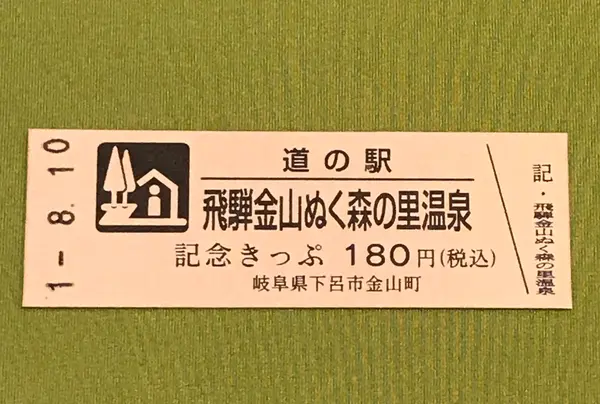 1-8.10
道の駅
飛騨金山ぬく森の里温泉
記念きっぷ 180円(税込)
岐阜県下呂市金山町
記・飛騨金山ぬく森の里温泉